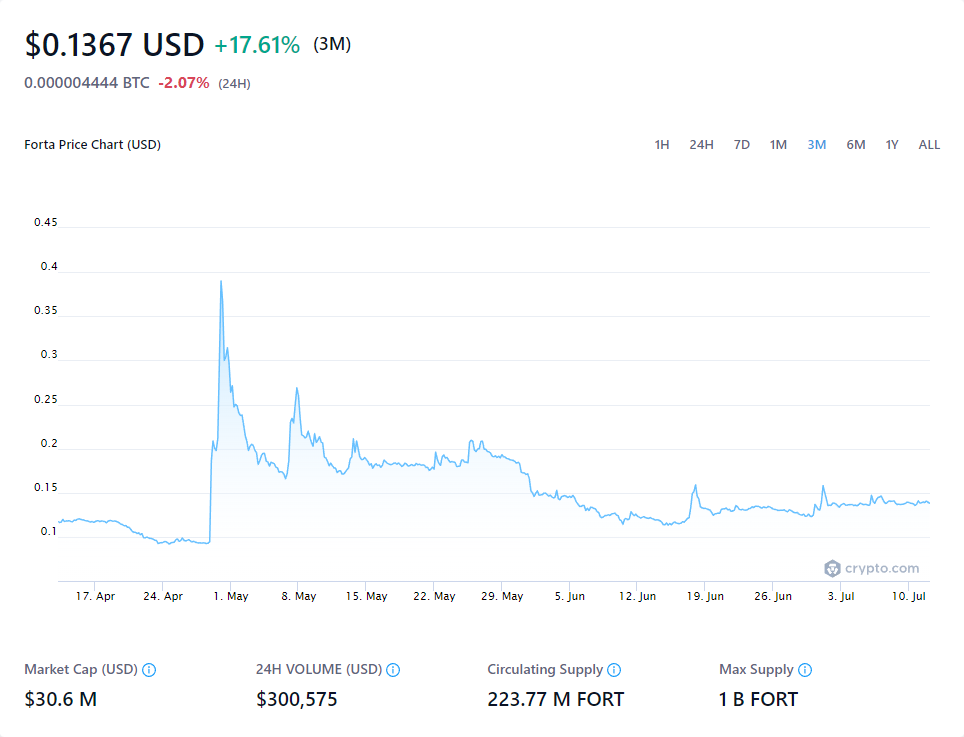 $0.1367 USD +17.61% (3M)
0.000004444 BTC -2.07% (24H)
Forta Price Chart (USD) 1H 24H 7D 1M 3M 6M 1Y ALL
0.45
0.4
0.35
0.3
0.25
0.2
0.15
0.1
crypto.com
17. Apr 24. Apr 1. May 8. May 15. May 22. May 29. May 5. Jun 12. Jun 19. Jun 26. Jun 3. Jul 10. Jul
Market Cap (USD) 24H VOLUME (USD) Circulating Supply Max Supply
$30.6 M $300,575 223.77 M FORT 1 B FORT